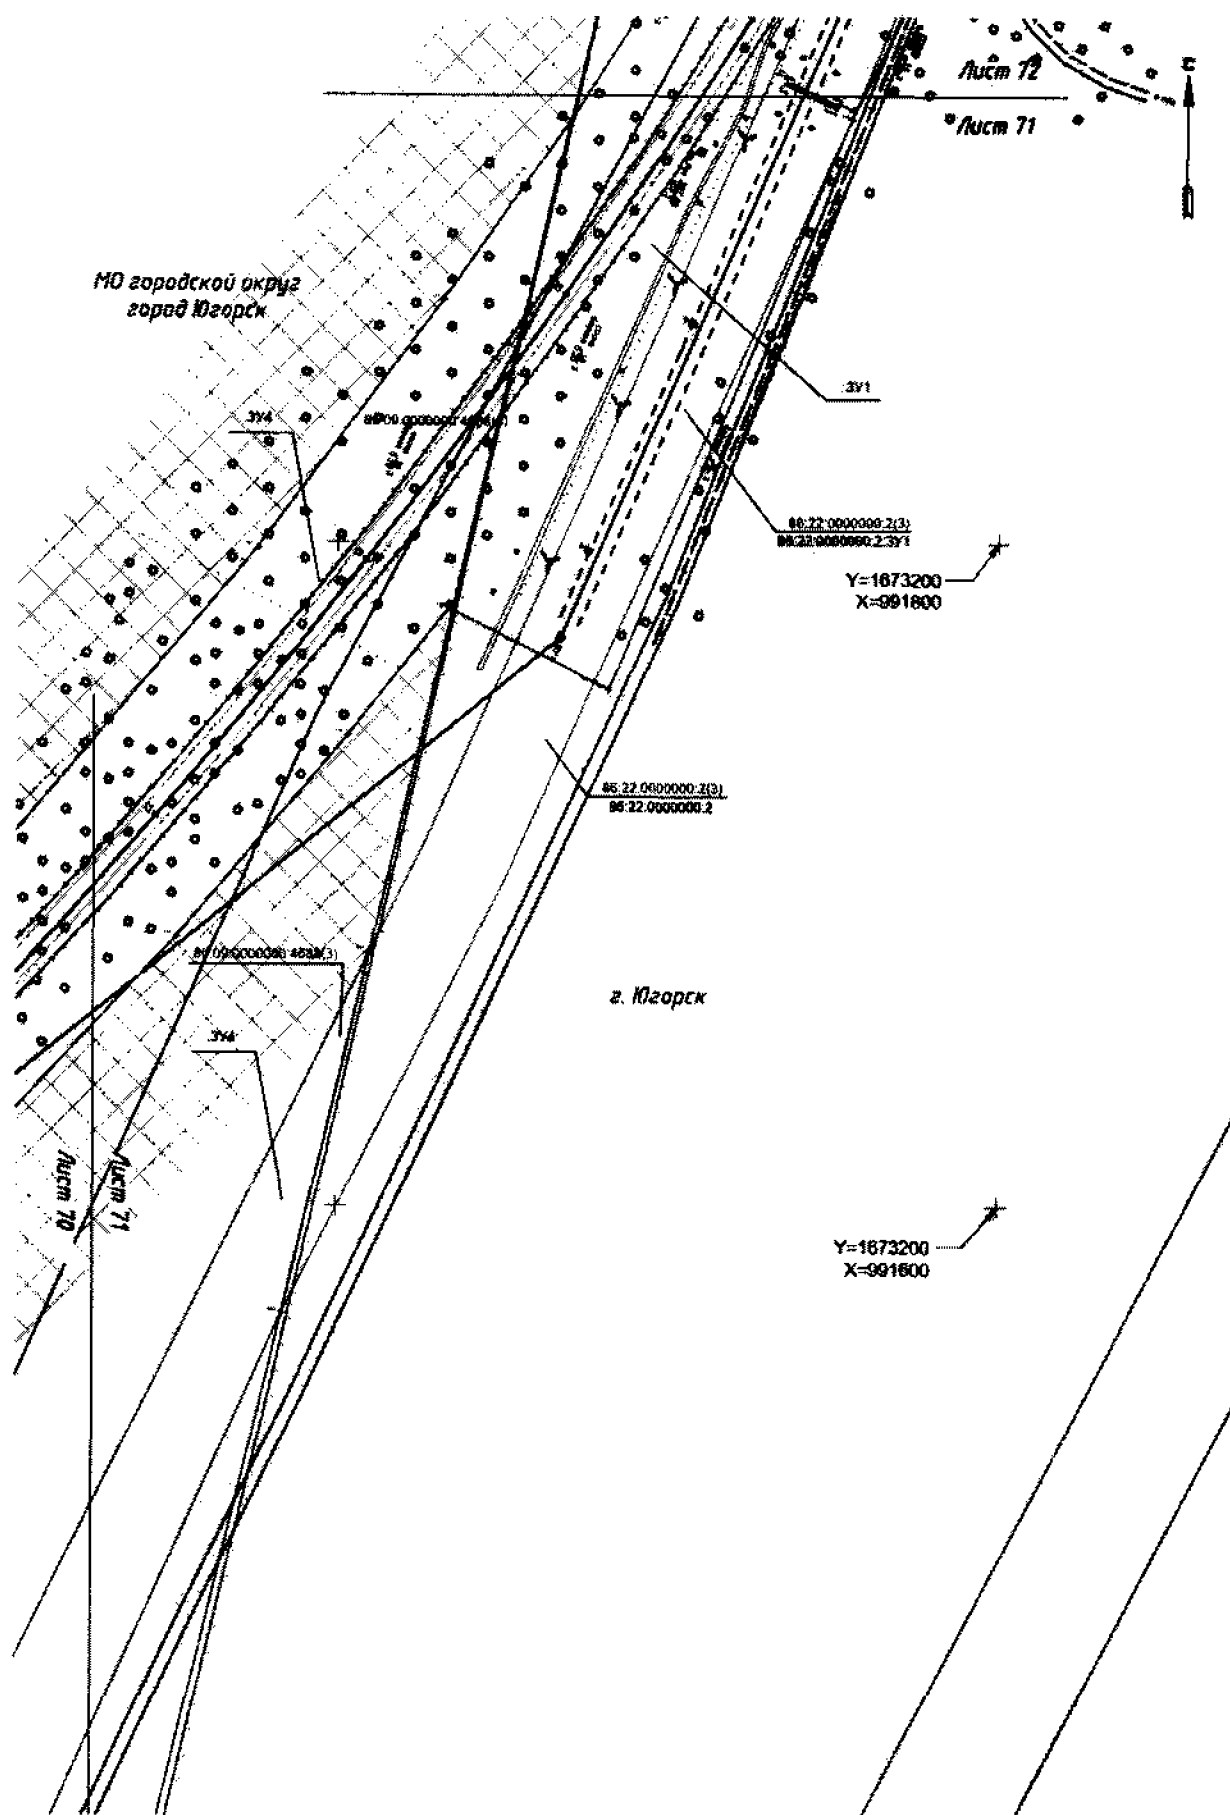 Лист 72
Лист 71
с
МО городской округ
город Югорск
:ЗУ1
:ЗУ4
86:22:0000000:2(3)
86:22:0000000:2:ЗУ1
Y=1673200
X=991800
86:22:0000000:2(3)
86:22:0000000:2
г. Югорск
Лист 70
Лист 71
Y=1673200
X=991600